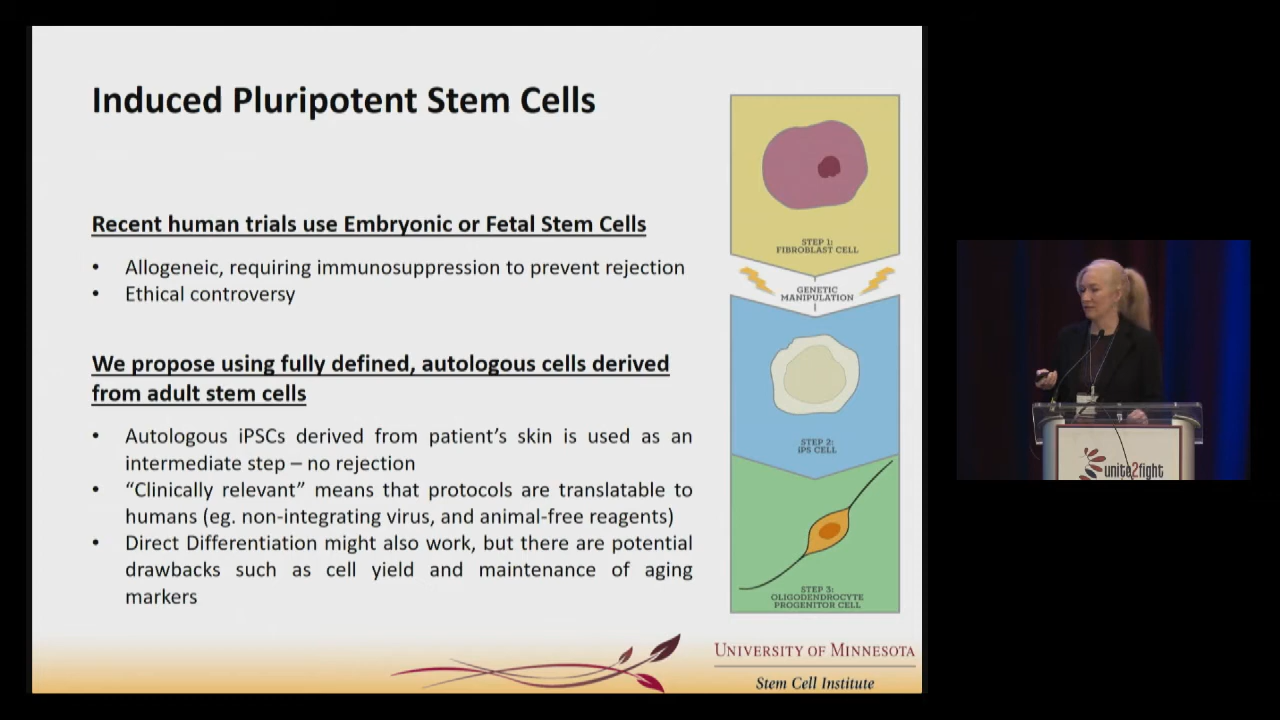 Induced Pluripotent Stem Cells
Recent human trials use Embryonic or Fetal Stem Cells
• Allogeneic, requiring immunosuppression to prevent rejection
• Ethical controversy
We propose using fully defined, autologous cells derived
from adult stem cells
• Autologous iPSCs derived from patient's skin is used as an
intermediate step – no rejection
• “Clinically relevant” means that protocols are translatable to
humans (eg. non-integrating virus, and animal-free reagents)
• Direct Differentiation might also work, but there are potential
drawbacks such as cell yield and maintenance of aging
markers
STEP 1:
FIBROBLAST CELL
GENETIC
MANIPULATION
STEP 2:
iPS CELL
STEP 3:
OLIGODENDROCYTE
PROGENITOR CELL
UNIVERSITY OF MINNESOTA
Stem Cell Institute
unite2fight